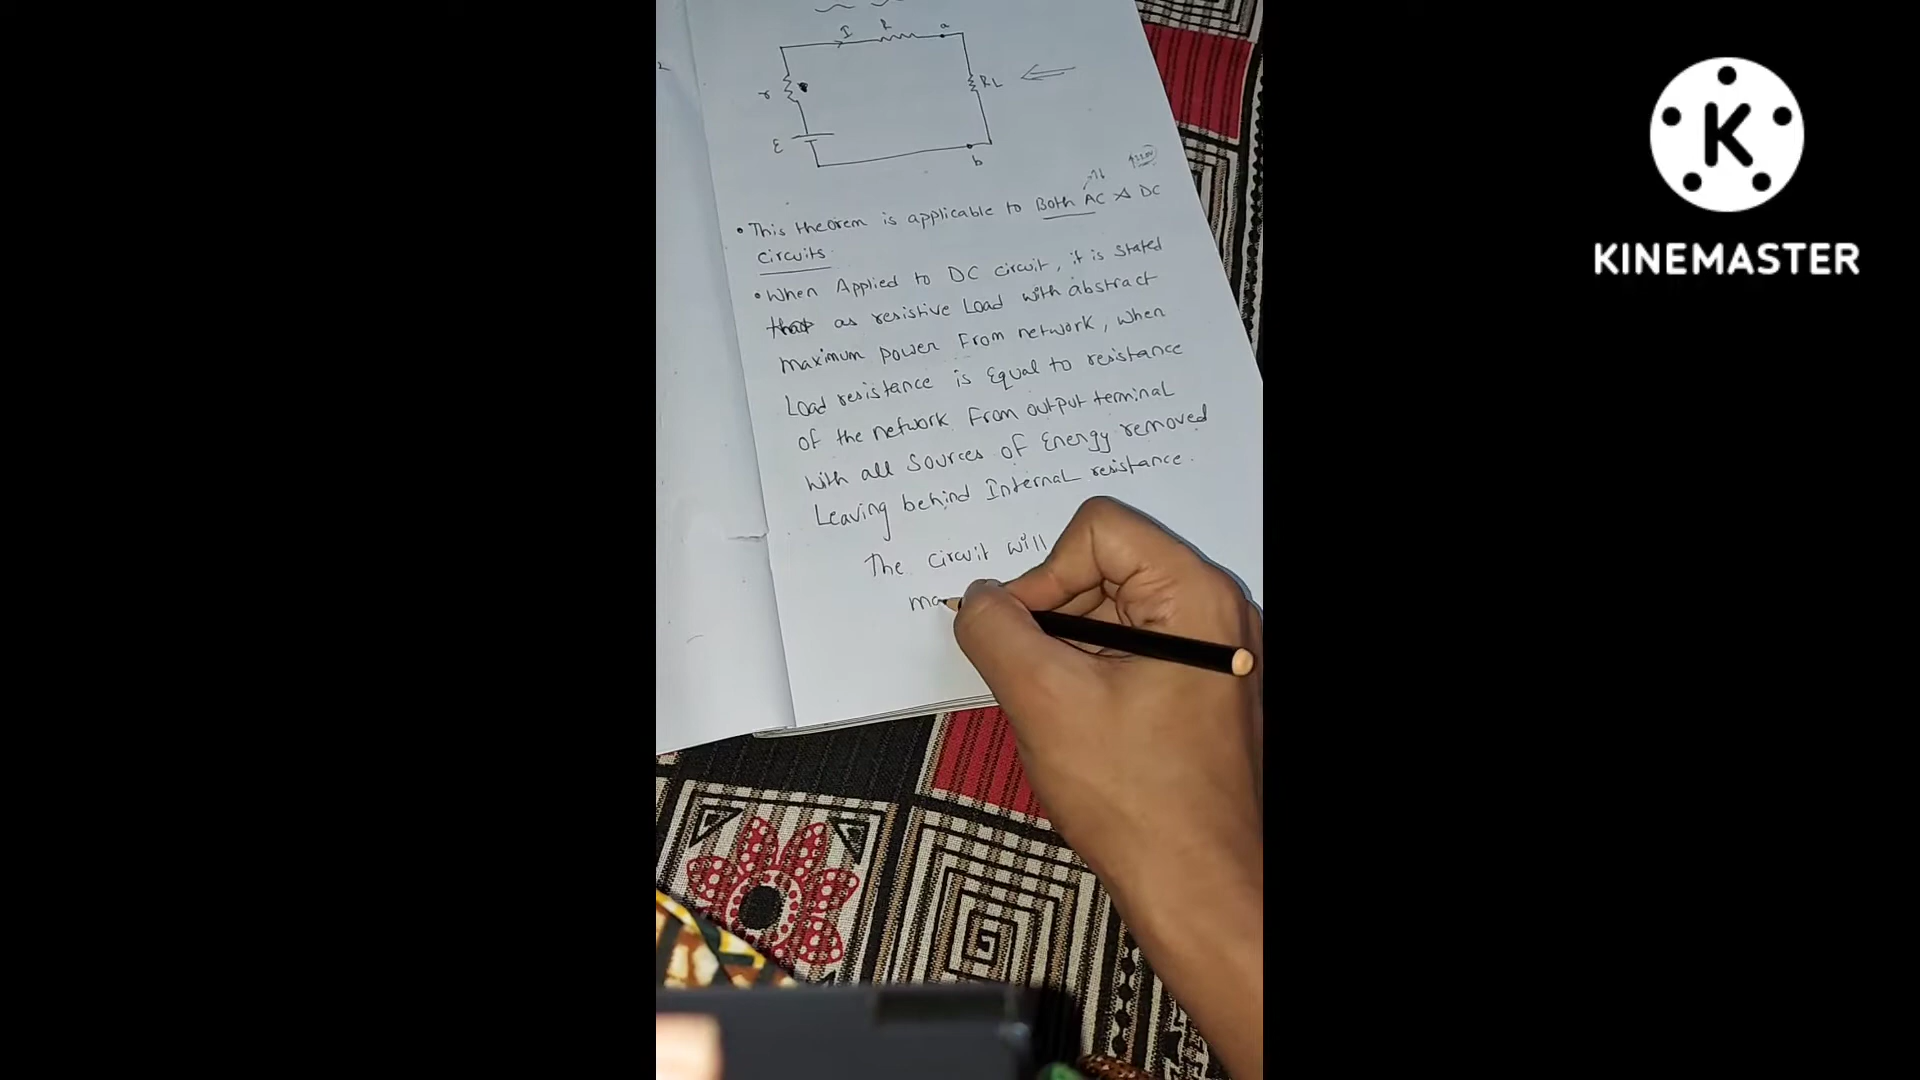 I R a
r
RL
ε
b
• This theorem is applicable to Both AC & DC
circuits.
• When Applied to DC circuit, it is stated
as resistive Load with abstract
maximum power From network, when
Load resistance is Equal to resistance
of the network From output terminal
with all sources of Energy removed
Leaving behind Internal resistance.
The circuit will
ma
K
KINEMASTER